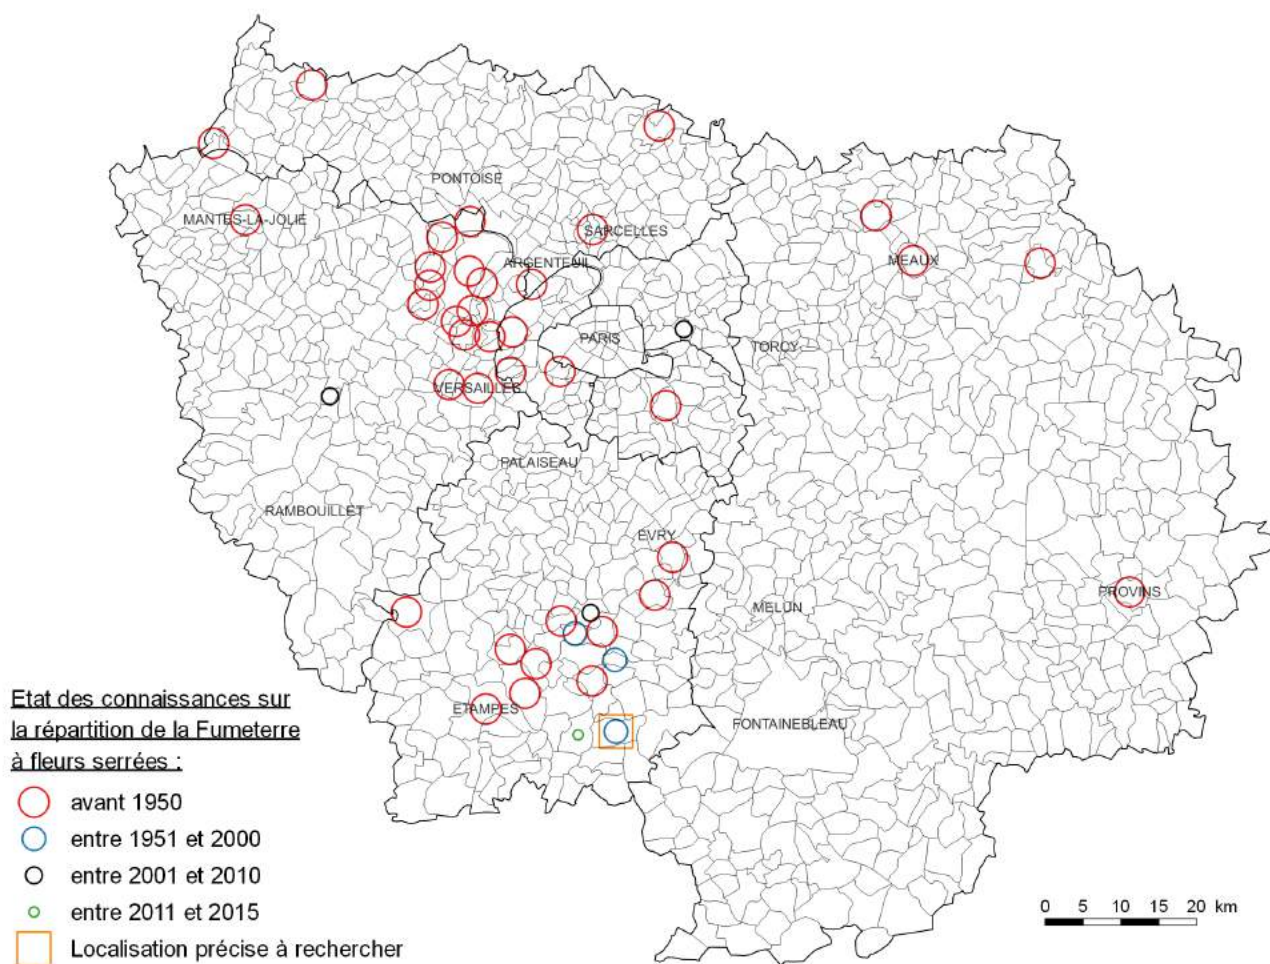 PONTOISE
MANTES-LA-JOLIE
SARCELLES
ARGENTEUIL
MEAUX
PARIS
TORCY
VERSAILLES
PALAISEAU
RAMBOUILLET
EVRY
PROVINS
MELUN
ETAMPES
FONTAINEBLEAU
Etat des connaissances sur
la répartition de la Fumeterre
à fleurs serrées :
avant 1950
entre 1951 et 2000
entre 2001 et 2010
entre 2011 et 2015
Localisation précise à rechercher
0 5 10 15 20 km